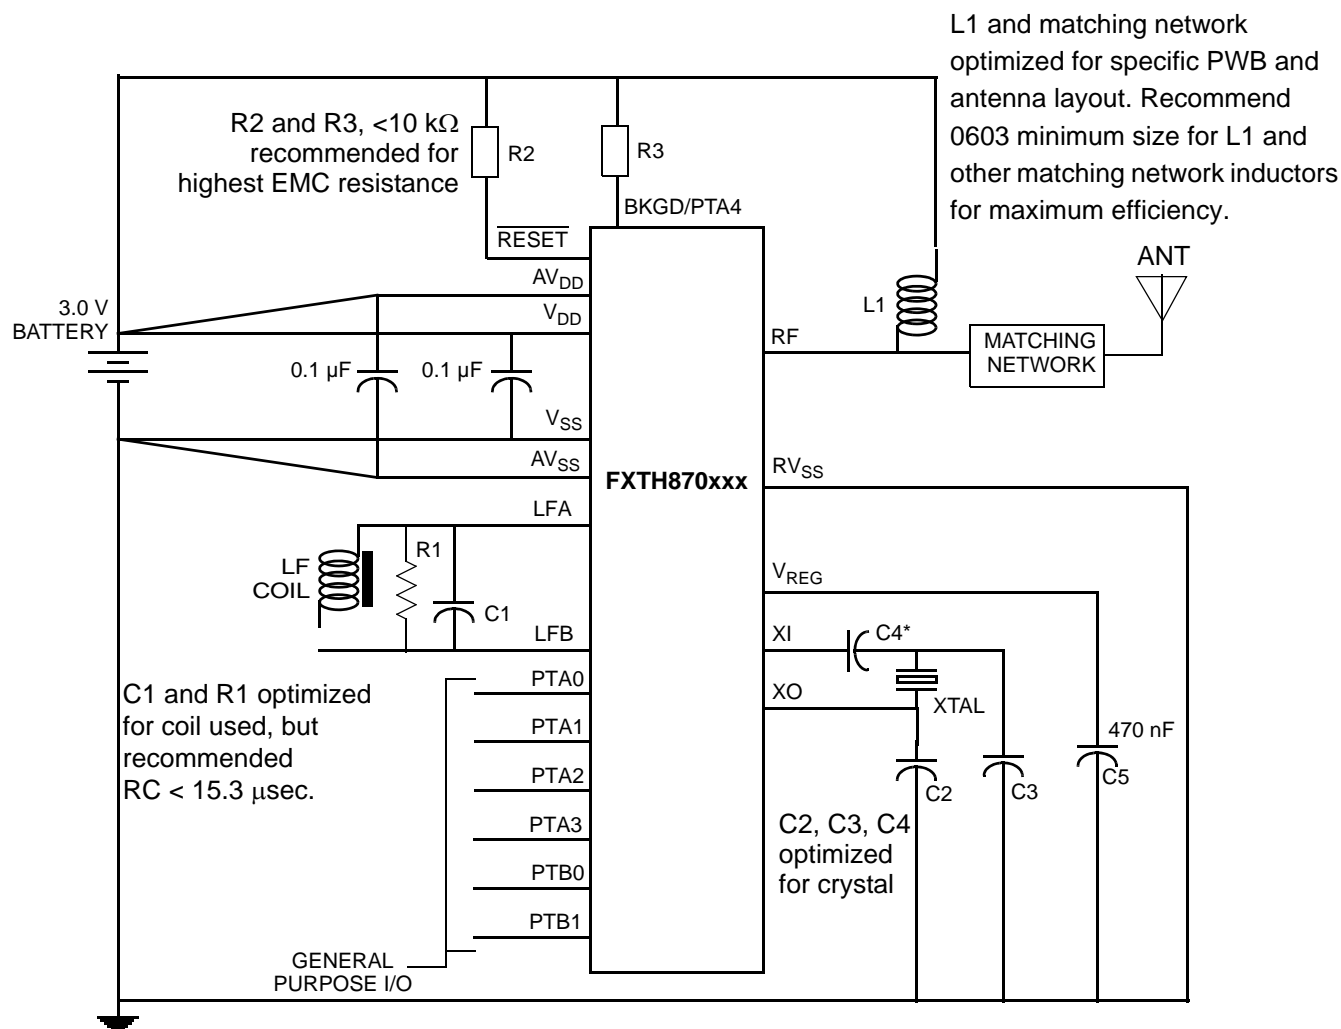 L1 and matching network
optimized for specific PWB and
antenna layout. Recommend
0603 minimum size for L1 and
other matching network inductors
for maximum efficiency.
R2 and R3, <10 kΩ
recommended for
highest EMC resistance
R2
R3
BKGD/PTA4
RESET
AVDD
VDD
3.0 V
BATTERY
0.1 µF
0.1 µF
VSS
AVSS
FXTH870xxx
ANT
L1
RF
MATCHING
NETWORK
RVSS
LFA
R1
LF
COIL
C1
LFB
VREG
XI
C4*
XO
XTAL
470 nF
C5
C2
C3
C1 and R1 optimized
for coil used, but
recommended
RC < 15.3 µsec.
PTA0
PTA1
PTA2
PTA3
PTB0
PTB1
C2, C3, C4
optimized
for crystal
GENERAL
PURPOSE I/O